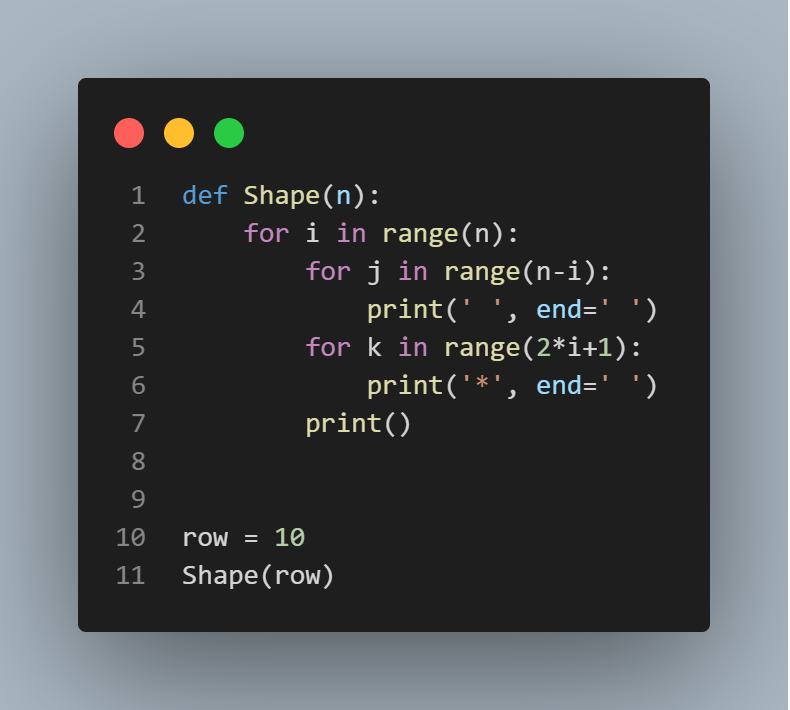 1 def Shape(n):
2     for i in range(n):
3         for j in range(n-i):
4             print(' ', end=' ')
5         for k in range(2*i+1):
6             print('*', end=' ')
7         print()
8
9
10 row = 10
11 Shape(row)